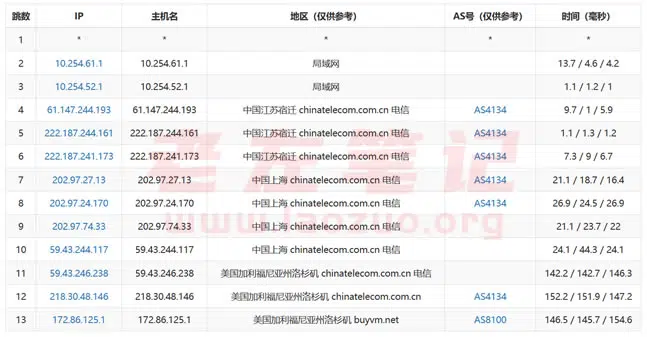 跳数 IP 主机名 地区（仅供参考） AS号（仅供参考） 时间（毫秒）
1 * * * * *
2 10.254.61.1 10.254.61.1 局域网 13.7 / 4.6 / 4.2
3 10.254.52.1 10.254.52.1 局域网 1.1 / 1.2 / 1
4 61.147.244.193 61.147.244.193 中国江苏宿迁 chinatelecom.com.cn 电信 AS4134 9.7 / 1 / 5.9
5 222.187.244.161 222.187.244.161 中国江苏宿迁 chinatelecom.com.cn 电信 AS4134 1.1 / 1.3 / 1.2
6 222.187.241.173 222.187.241.173 中国江苏宿迁 chinatelecom.com.cn 电信 AS4134 7.3 / 9 / 6.7
7 202.97.27.13 202.97.27.13 中国上海 chinatelecom.com.cn 电信 AS4134 21.1 / 18.7 / 16.4
8 202.97.24.170 202.97.24.170 中国上海 chinatelecom.com.cn 电信 AS4134 26.9 / 24.5 / 26.9
9 202.97.74.33 202.97.74.33 中国上海 chinatelecom.com.cn 电信 21.1 / 23.7 / 22
10 59.43.244.117 59.43.244.117 中国上海 chinatelecom.com.cn 电信 24.1 / 44.3 / 24.1
11 59.43.246.238 59.43.246.238 美国加利福尼亚州洛杉矶 chinatelecom.com.cn 电信 142.2 / 142.7 / 146.3
12 218.30.48.146 218.30.48.146 美国加利福尼亚州洛杉矶 chinatelecom.com.cn AS4134 152.2 / 151.9 / 147.2
13 172.86.125.1 172.86.125.1 美国加利福尼亚州洛杉矶 buyvm.net AS8100 146.5 / 145.7 / 154.6
老左笔记
www.laozuo.org